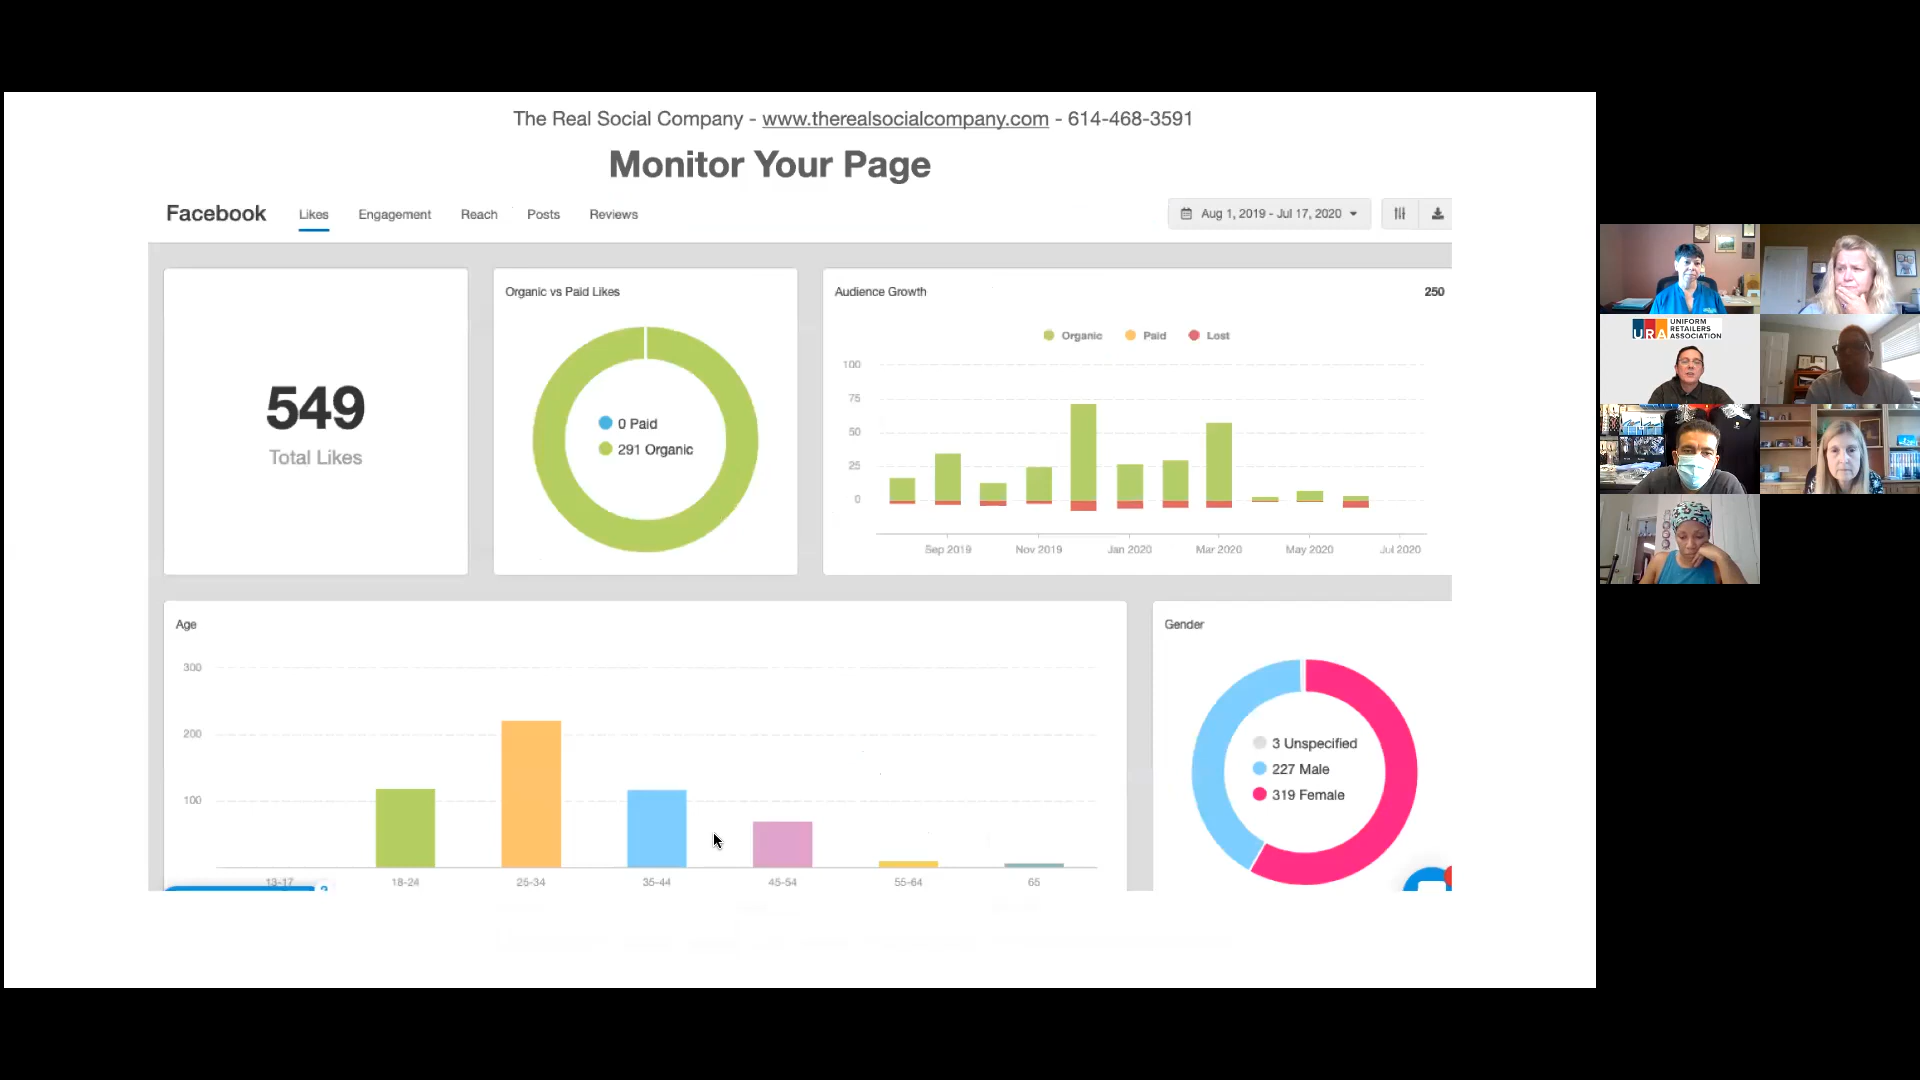 The Real Social Company - www.therealsocialcompany.com - 614-468-3591
Monitor Your Page
Facebook Likes Engagement Reach Posts Reviews Aug 1, 2019 - Jul 17, 2020
549
Total Likes
Organic vs Paid Likes
0 Paid
291 Organic
Audience Growth 250
Organic Paid Lost
100
75
50
25
0
Sep 2019 Nov 2019 Jan 2020 Mar 2020 May 2020 Jul 2020
Age
300
200
100
13-17 18-24 25-34 35-44 45-54 55-64 65
Gender
3 Unspecified
227 Male
319 Female
URA UNIFORM
RETAILERS
ASSOCIATION